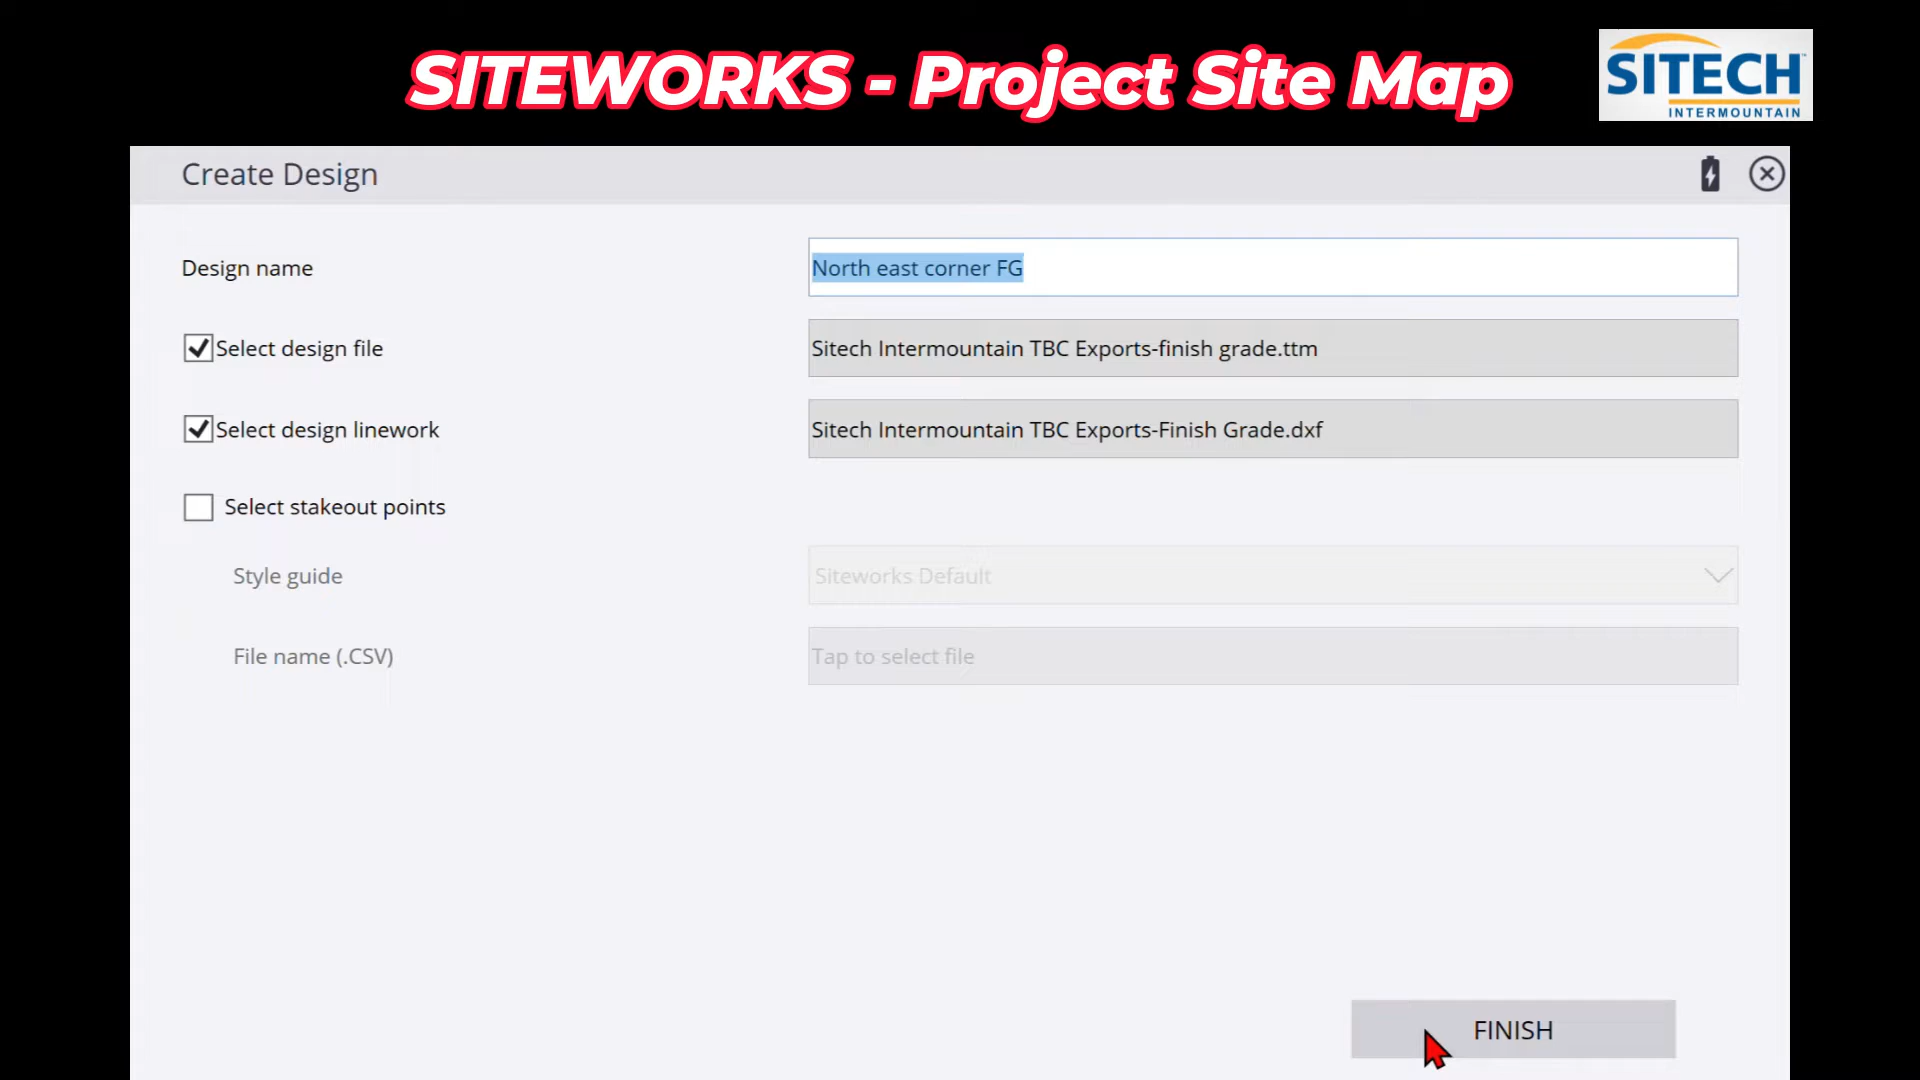 SITEWORKS - Project Site Map
SITECH
INTERMOUNTAIN
Create Design
Design name
North east corner FG
Select design file
Sitech Intermountain TBC Exports-finish grade.ttm
Select design linework
Sitech Intermountain TBC Exports-Finish Grade.dxf
Select stakeout points
Style guide
Siteworks Default
File name (.CSV)
Tap to select file
FINISH